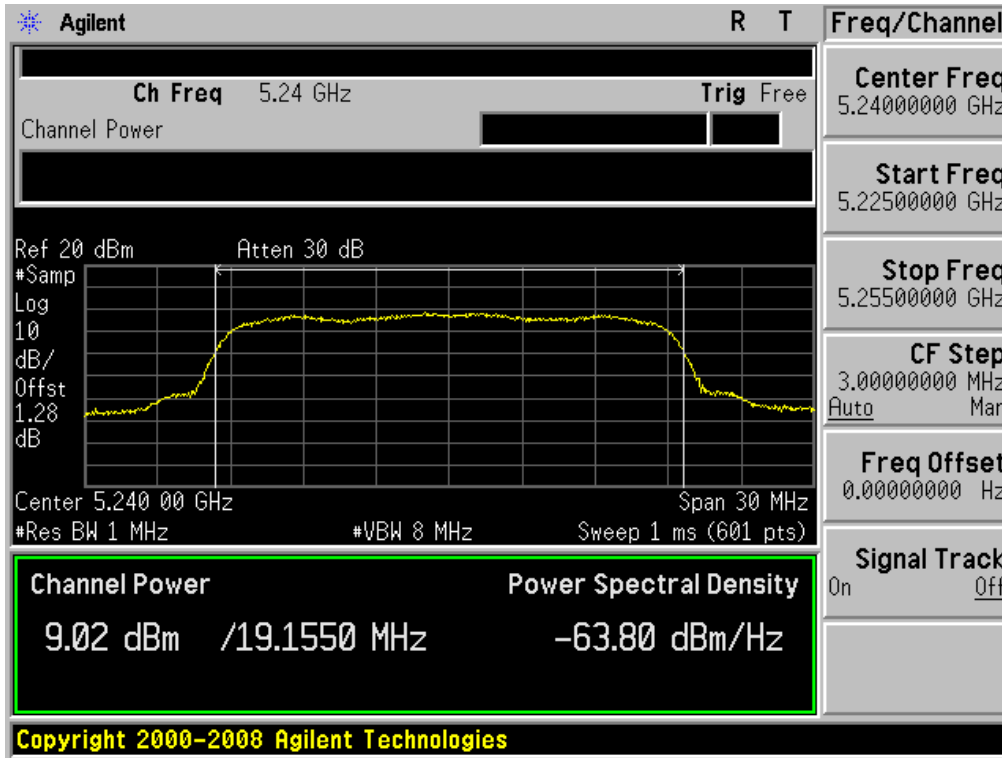 Agilent R T
Ch Freq 5.24 GHz Trig Free
Channel Power
Ref 20 dBm Atten 30 dB
#Samp
Log
10
dB/
Offst
1.28
dB
Center 5.240 00 GHz Span 30 MHz
#Res BW 1 MHz #VBW 8 MHz Sweep 1 ms (601 pts)
Channel Power Power Spectral Density
9.02 dBm /19.1550 MHz -63.80 dBm/Hz
Copyright 2000-2008 Agilent Technologies
Freq/Channel
Center Freq
5.24000000 GHz
Start Freq
5.22500000 GHz
Stop Freq
5.25500000 GHz
CF Step
3.00000000 MHz
Auto Man
Freq Offset
0.00000000 Hz
Signal Track
On Off